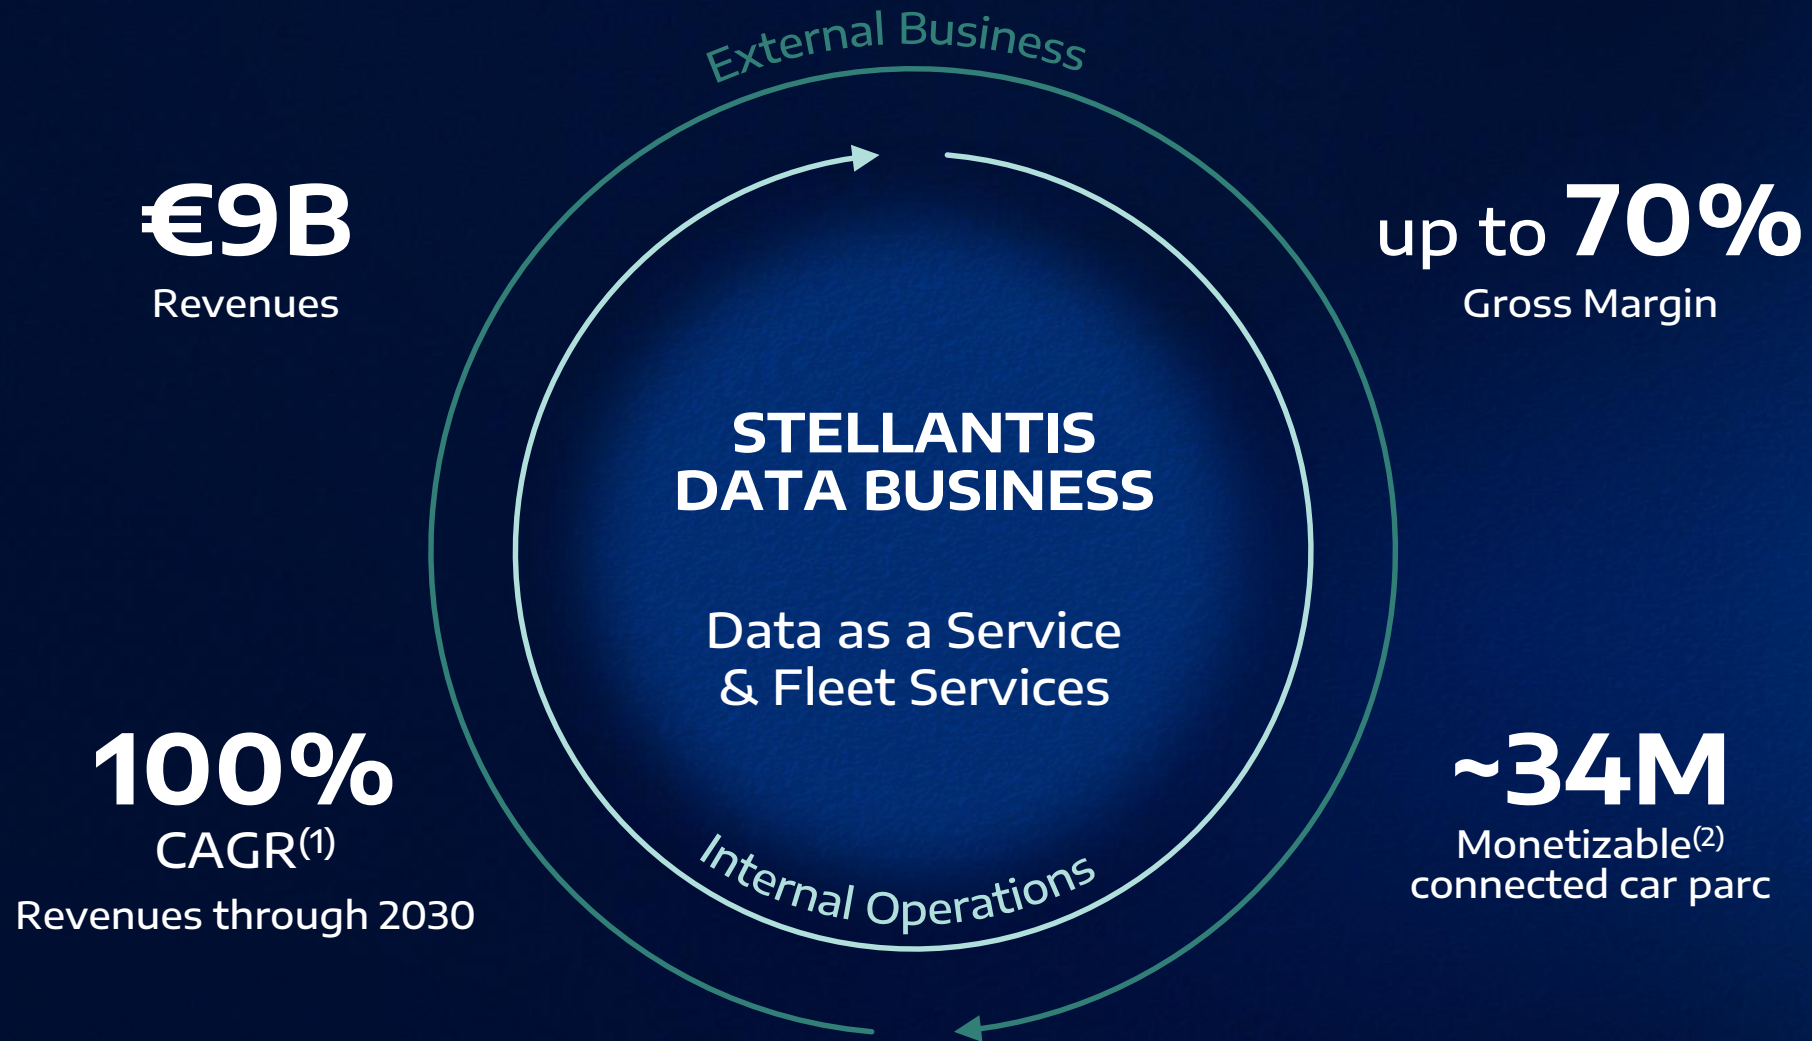 External Business
€9B
Revenues
up to 70%
Gross Margin
STELLANTIS
DATA BUSINESS
Data as a Service
& Fleet Services
100%
CAGR(1)
Revenues through 2030
~34M
Monetizable(2)
connected car parc
Internal Operations